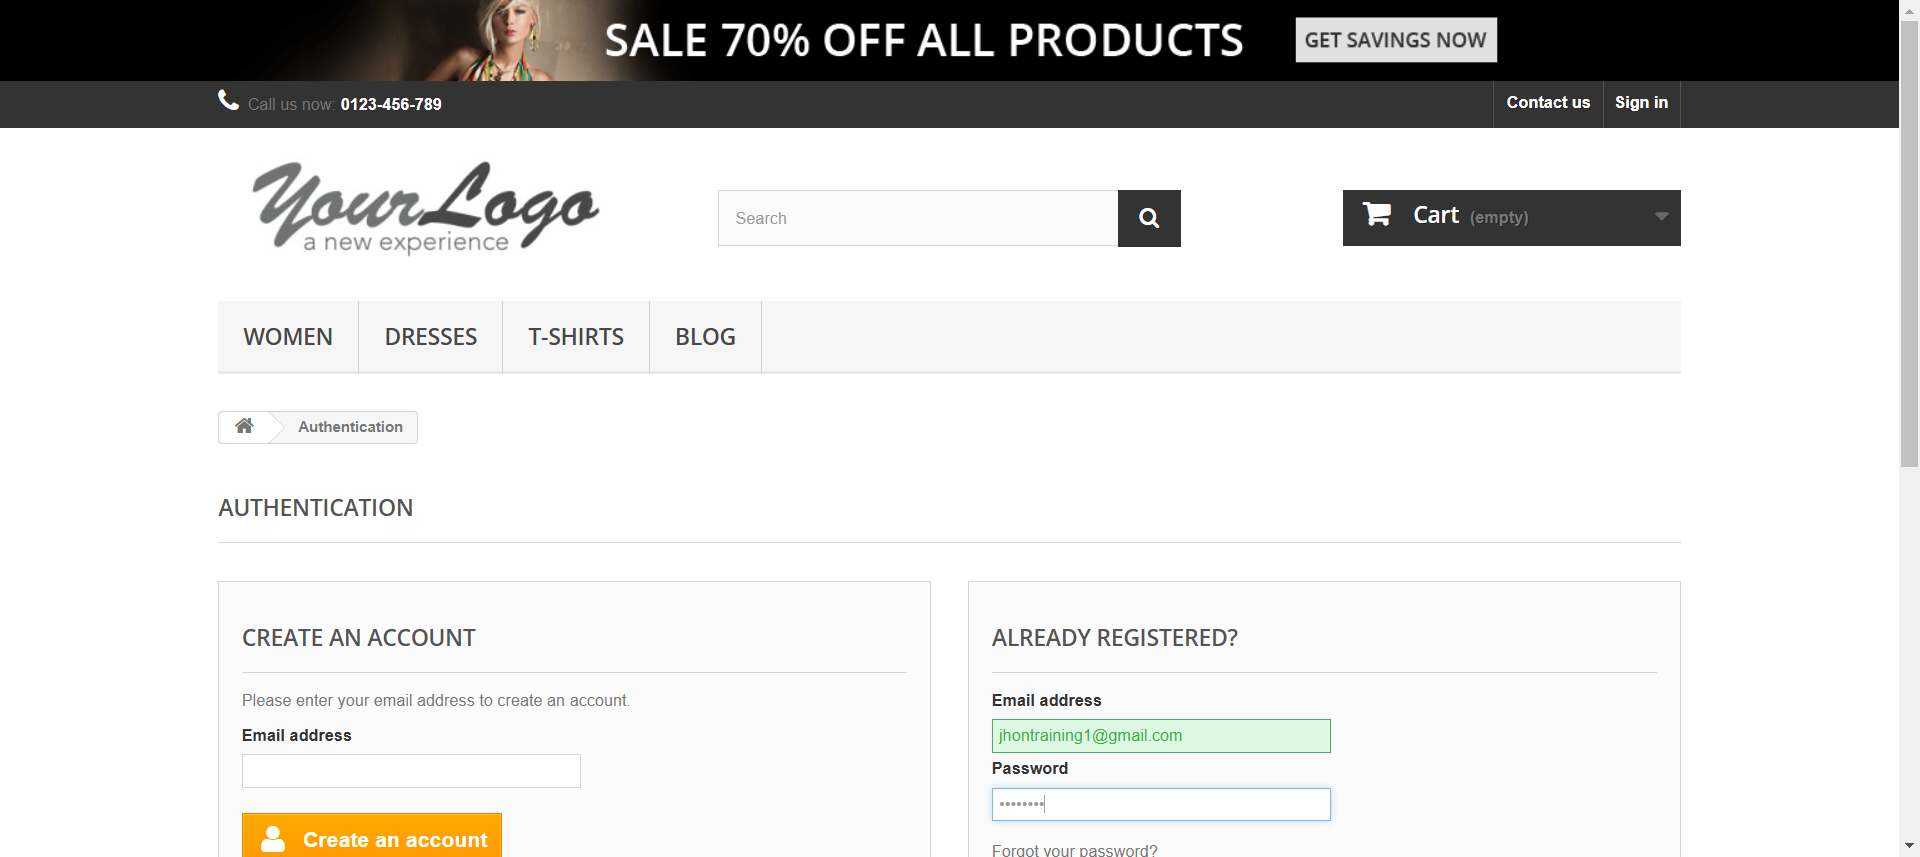 SALE 70% OFF ALL PRODUCTS GET SAVINGS NOW
Call us now: 0123-456-789 Contact us Sign in
YourLogo
a new experience
Search
Cart (empty)
WOMEN DRESSES T-SHIRTS BLOG
Authentication
AUTHENTICATION
CREATE AN ACCOUNT
Please enter your email address to create an account.
Email address
Create an account
ALREADY REGISTERED?
Email address
jhontraining1@gmail.com
Password
••••••••
Forgot your password?